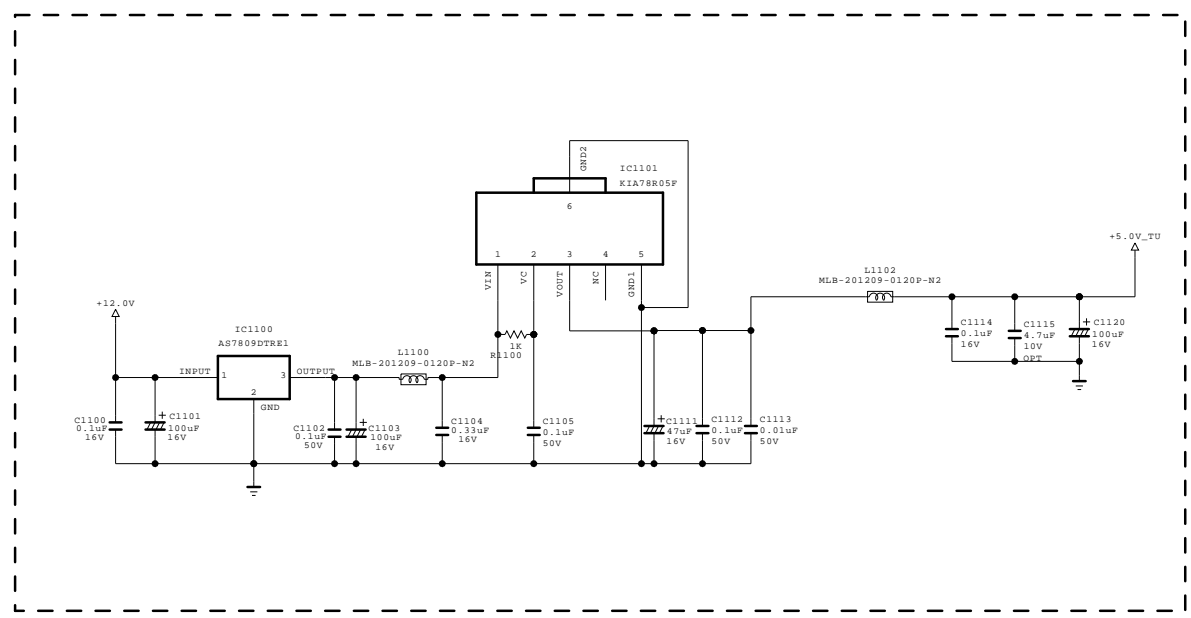 GND2
IC1101
KIA78R05F
6
1
2
3
4
5
VIN
VC
VOUT
NC
GND1
+5.0V_TU
L1102
MLB-201209-0120P-N2
+12.0V
IC1100
AS7809DTRE1
1K
R1100
L1100
MLB-201209-0120P-N2
INPUT
1
3
OUTPUT
2
GND
C1114
0.1uF
16V
C1115
4.7uF
10V
OPT
+
C1120
100uF
16V
C1100
0.1uF
16V
+
C1101
100uF
16V
C1102
0.1uF
50V
+
C1103
100uF
16V
C1104
0.33uF
16V
C1105
0.1uF
50V
+
C1111
47uF
16V
C1112
0.1uF
50V
C1113
0.01uF
50V